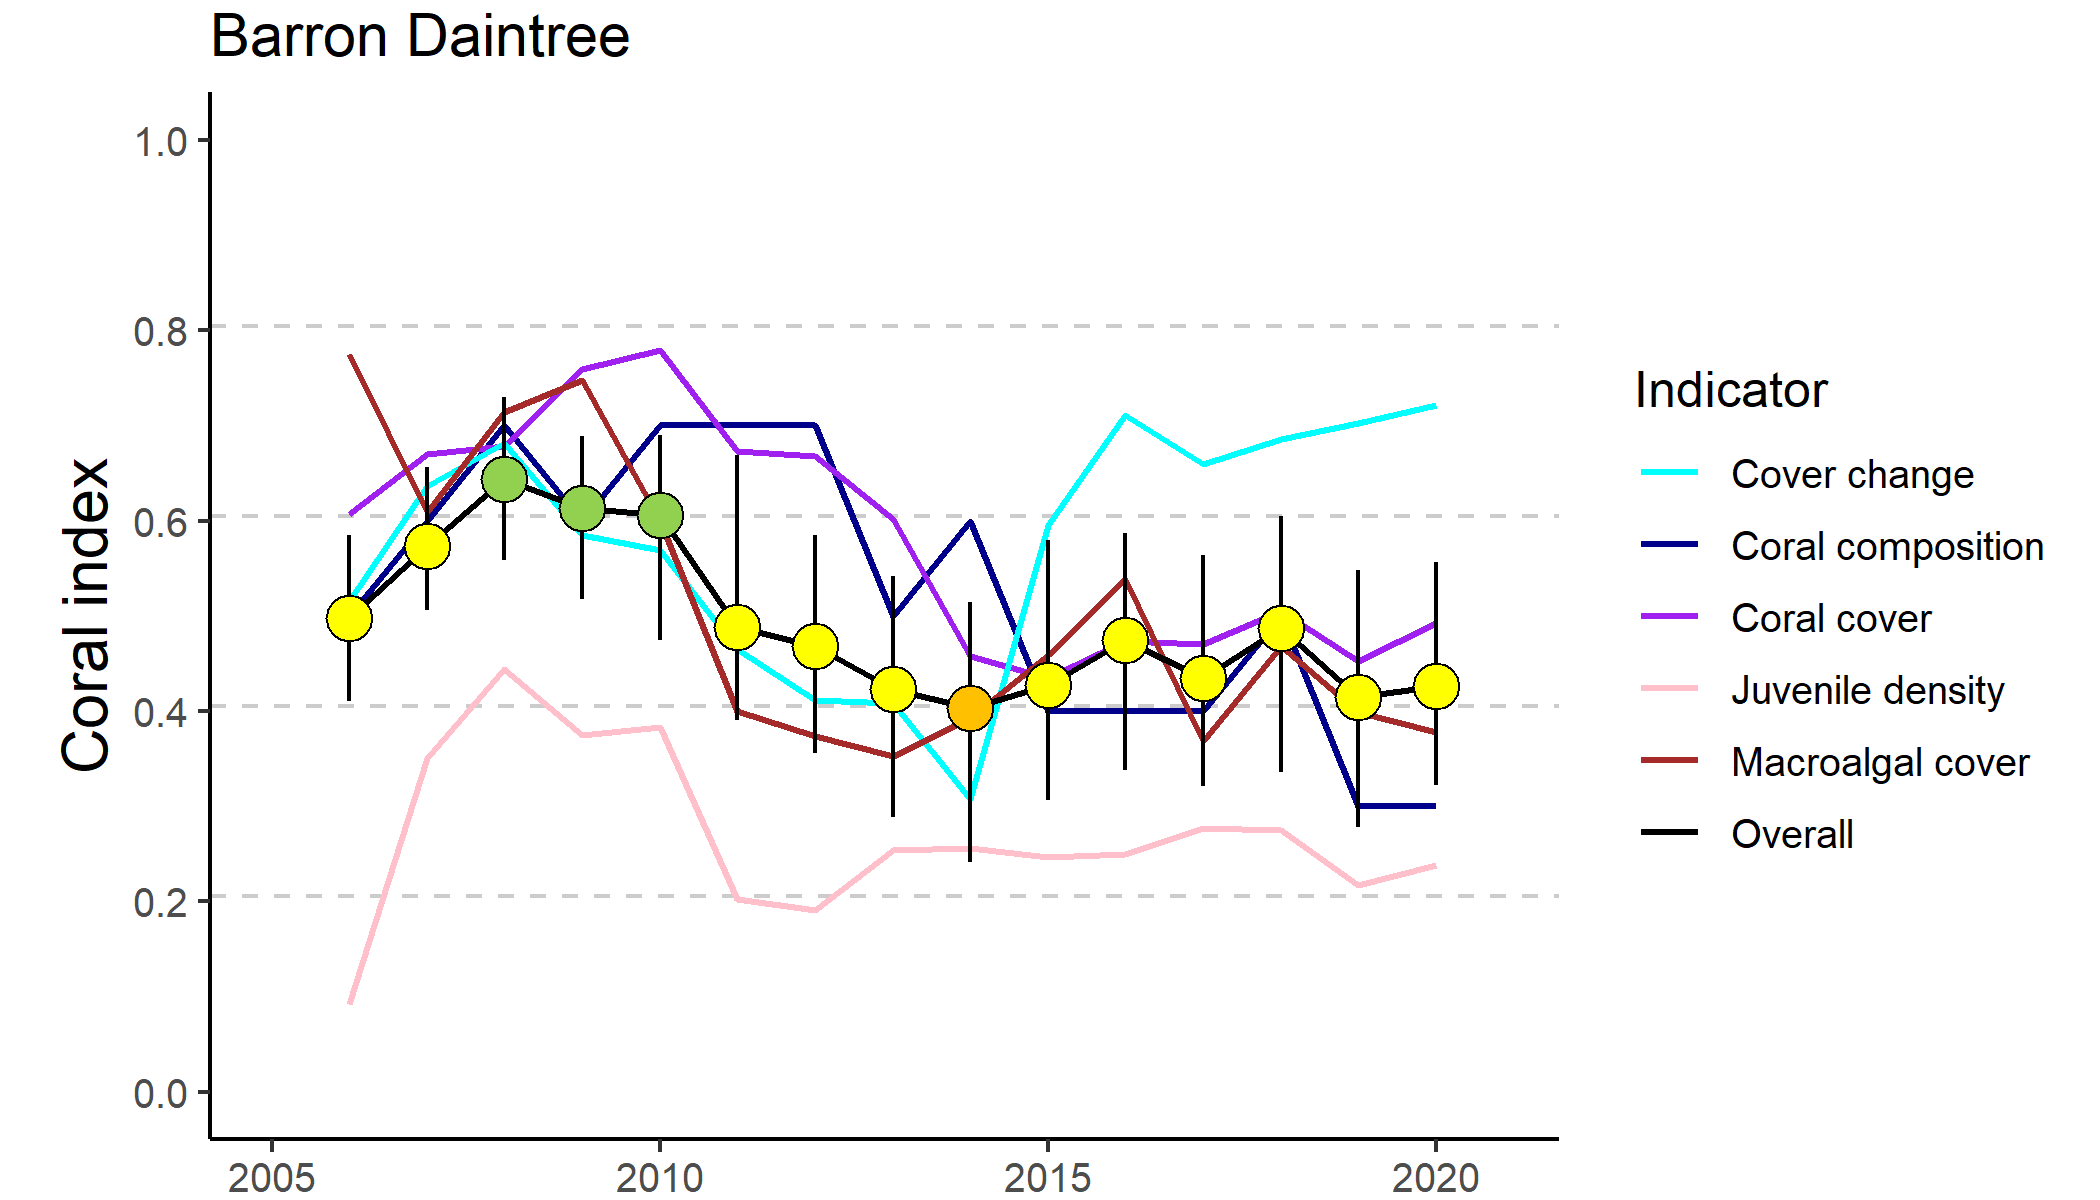 Barron Daintree
Coral index
1.0
0.8
0.6
0.4
0.2
0.0
2005
2010
2015
2020
Indicator
Cover change
Coral composition
Coral cover
Juvenile density
Macroalgal cover
Overall